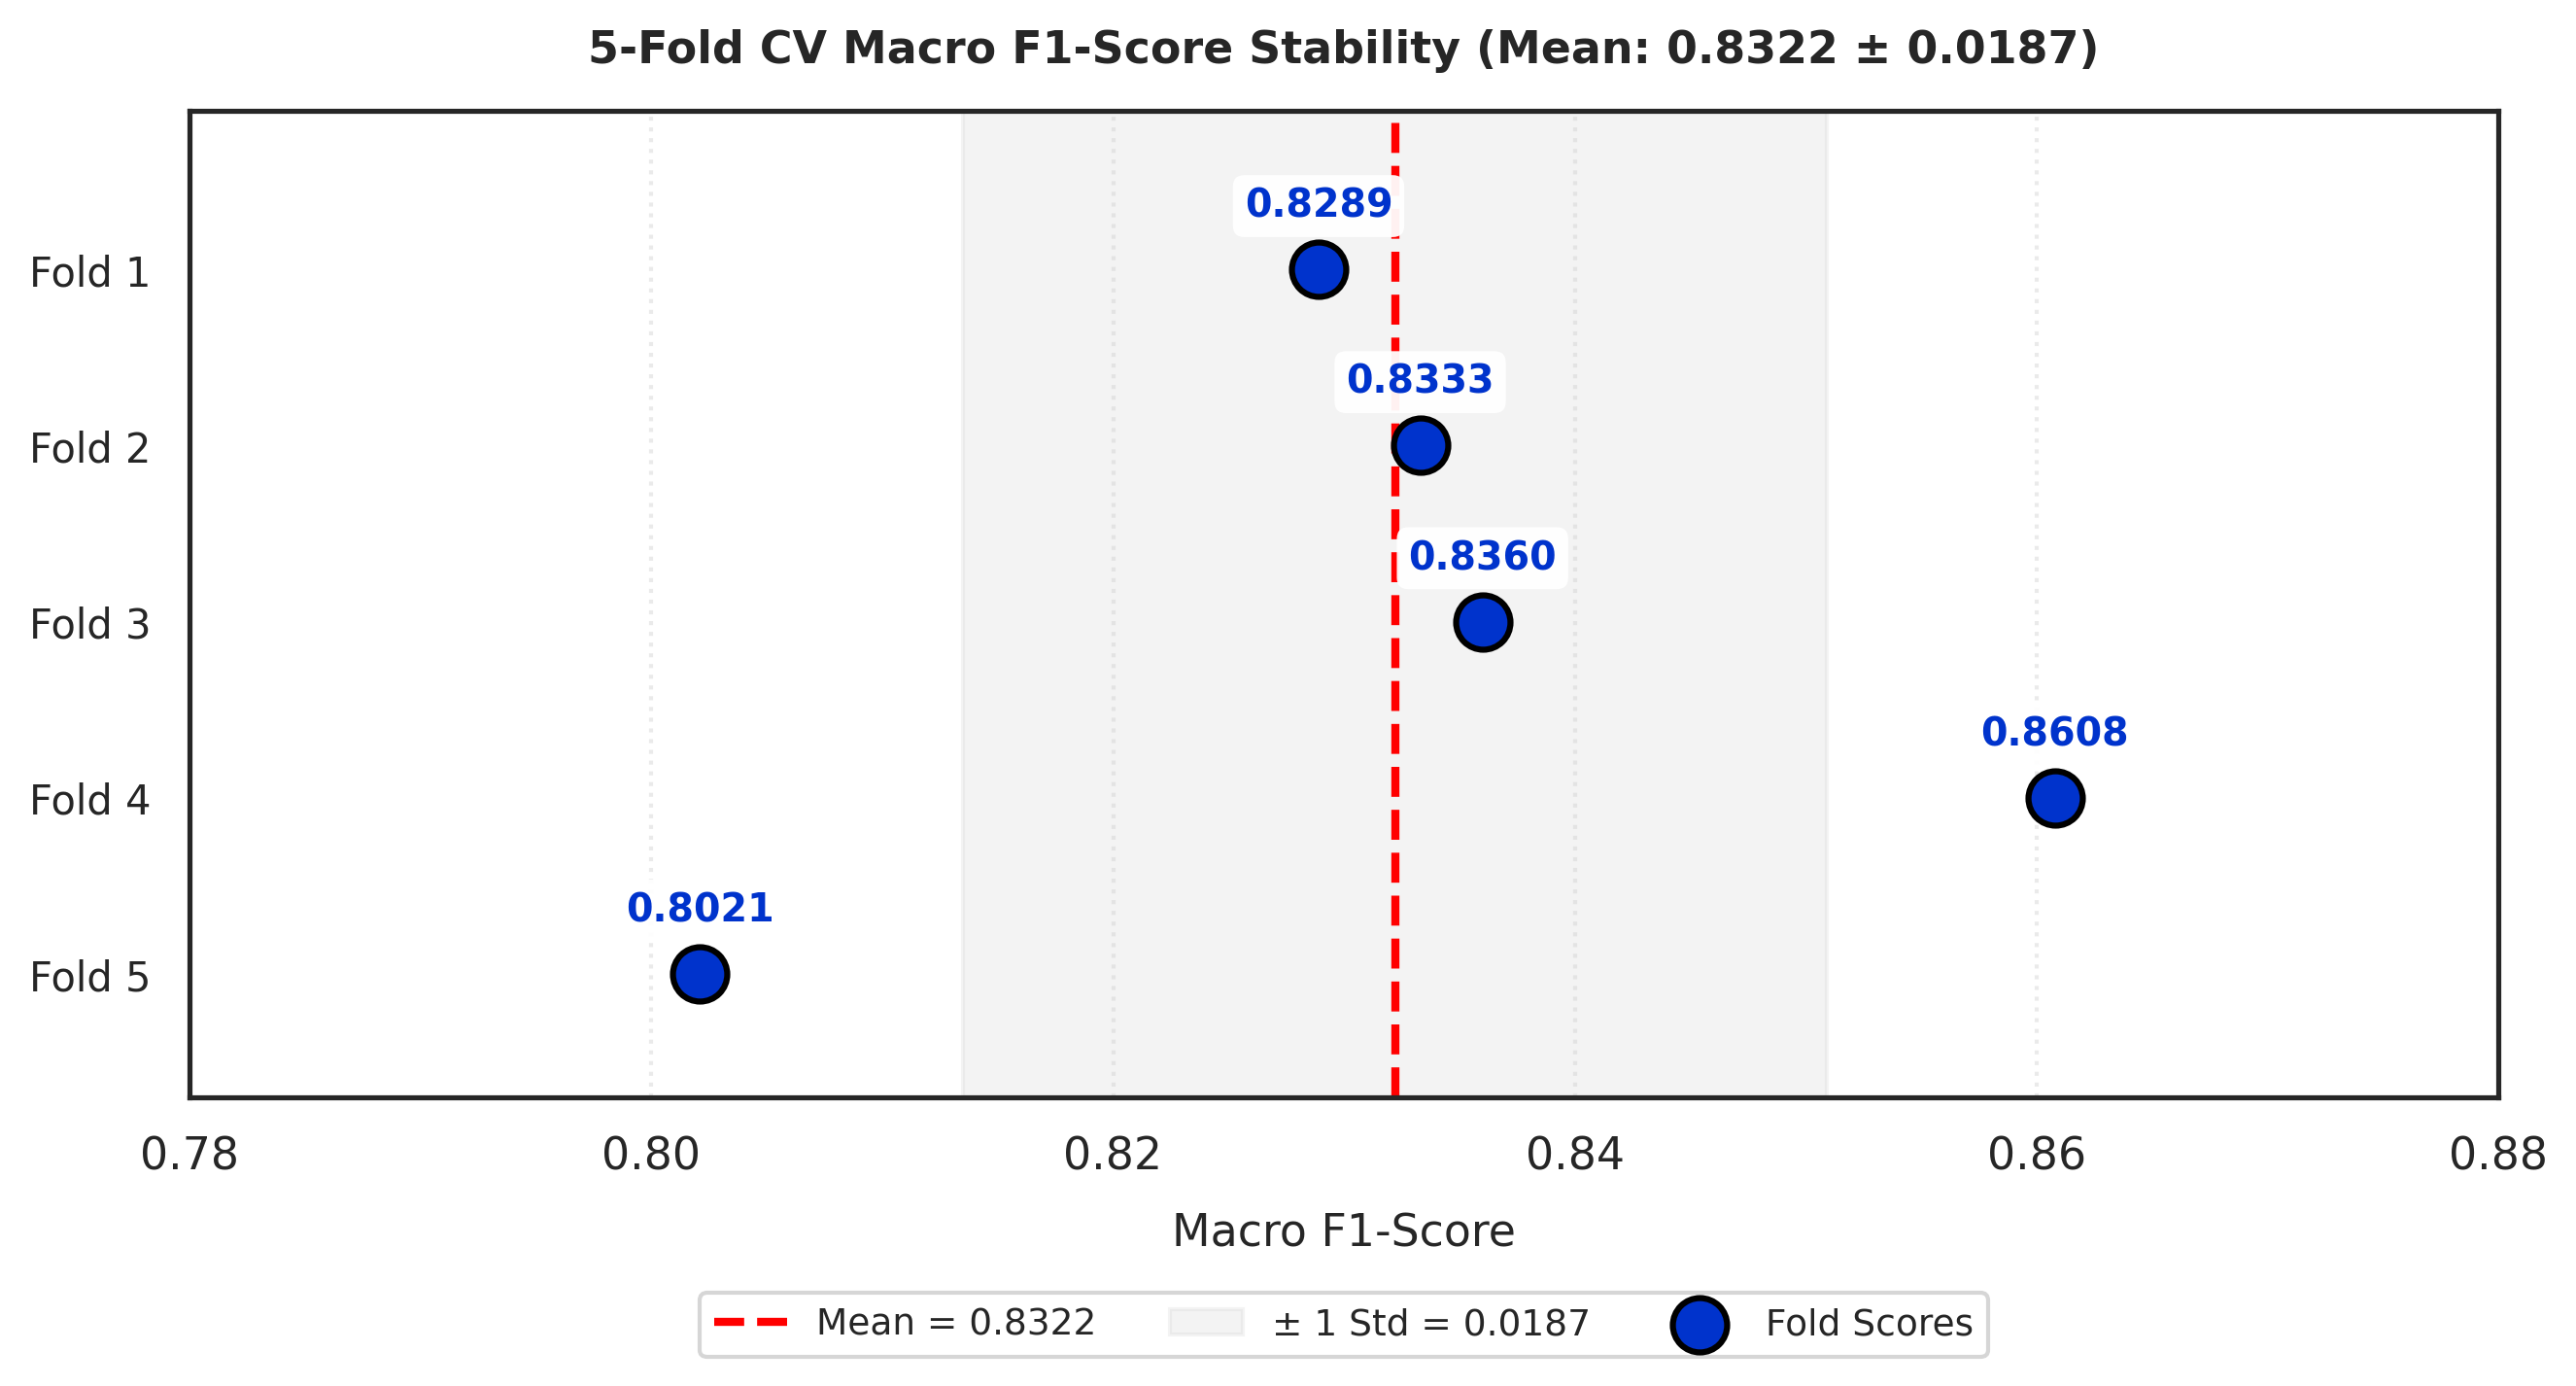 5-Fold CV Macro F1-Score Stability (Mean: 0.8322 ± 0.0187)
0.8289
Fold 1
0.8333
Fold 2
0.8360
Fold 3
0.8608
Fold 4
0.8021
Fold 5
0.78 0.80 0.82 0.84 0.86 0.88
Macro F1-Score
Mean = 0.8322 ± 1 Std = 0.0187 Fold Scores